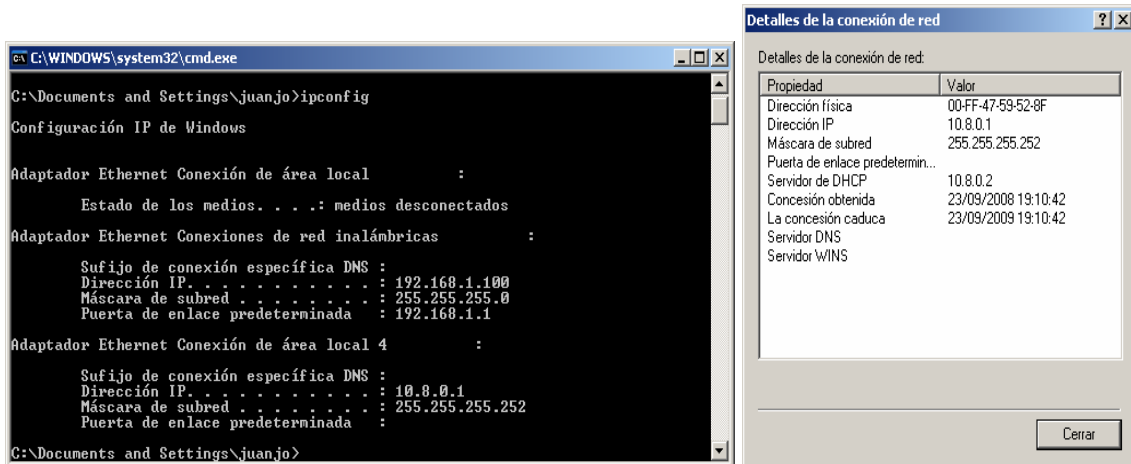 C:\WINDOWS\system32\cmd.exe
C:\Documents and Settings\juanjo>ipconfig
Configuración IP de Windows
Adaptador Ethernet Conexión de área local :
Estado de los medios. . . .: medios desconectados
Adaptador Ethernet Conexiones de red inalámbricas :
Sufijo de conexión específica DNS :
Dirección IP. . . . . . . . . . . : 192.168.1.100
Máscara de subred . . . . . . . . : 255.255.255.0
Puerta de enlace predeterminada : 192.168.1.1
Adaptador Ethernet Conexión de área local 4 :
Sufijo de conexión específica DNS :
Dirección IP. . . . . . . . . . . : 10.8.0.1
Máscara de subred . . . . . . . . : 255.255.255.252
Puerta de enlace predeterminada :
C:\Documents and Settings\juanjo>
Detalles de la conexión de red
Detalles de la conexión de red:
Propiedad Valor
Dirección física 00-FF-47-59-52-8F
Dirección IP 10.8.0.1
Máscara de subred 255.255.255.252
Puerta de enlace predetermin...
Servidor de DHCP 10.8.0.2
Concesión obtenida 23/09/2008 19:10:42
La concesión caduca 23/09/2009 19:10:42
Servidor DNS
Servidor WINS
Cerrar